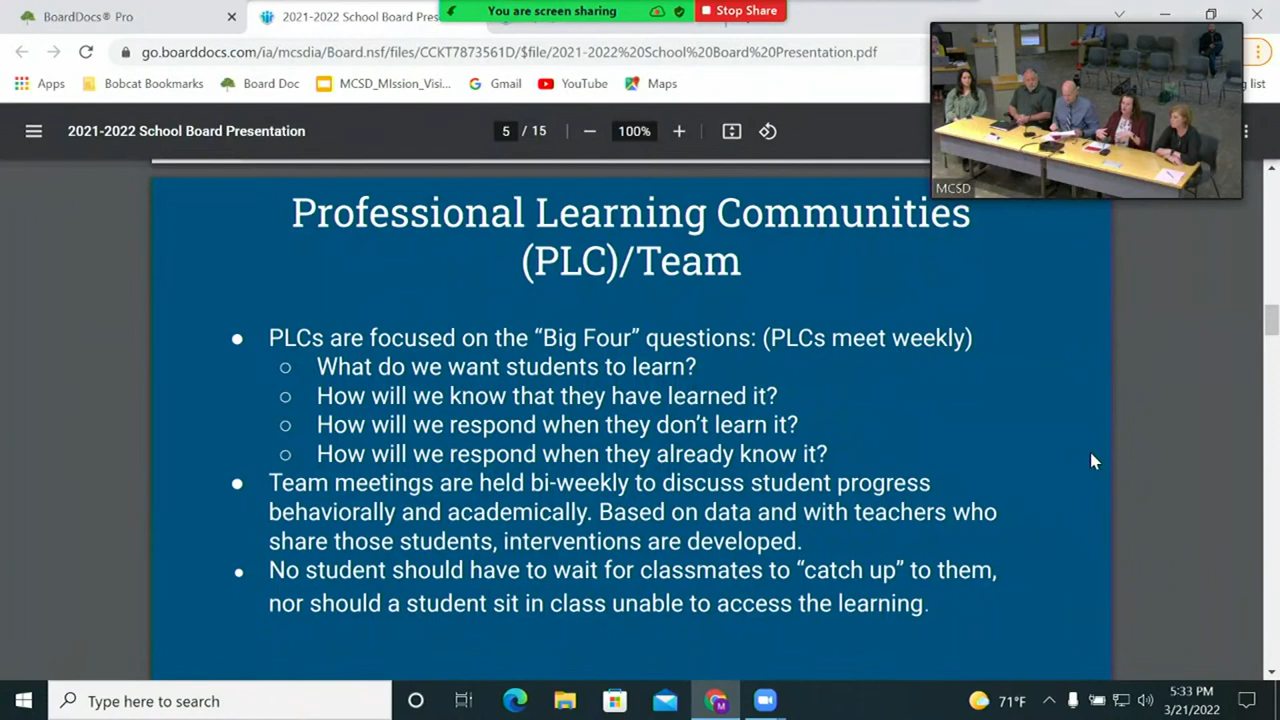 BoardDocs® Pro
2021-2022 School Board Pres
You are screen sharing
Stop Share
go.boarddocs.com/ia/mcsdia/Board.nsf/files/CCKT7873561D/$file/2021-2022%20School%20Board%20Presentation.pdf
Apps
Bobcat Bookmarks
Board Doc
MCSD_MIssion_Visi...
Gmail
YouTube
Maps
list
2021-2022 School Board Presentation
5 / 15
100%
MCSD
Professional Learning Communities
(PLC)/Team
● PLCs are focused on the “Big Four” questions: (PLCs meet weekly)
○ What do we want students to learn?
○ How will we know that they have learned it?
○ How will we respond when they don’t learn it?
○ How will we respond when they already know it?
● Team meetings are held bi-weekly to discuss student progress
behaviorally and academically. Based on data and with teachers who
share those students, interventions are developed.
● No student should have to wait for classmates to “catch up” to them,
nor should a student sit in class unable to access the learning.
Type here to search
71°F
5:33 PM
3/21/2022